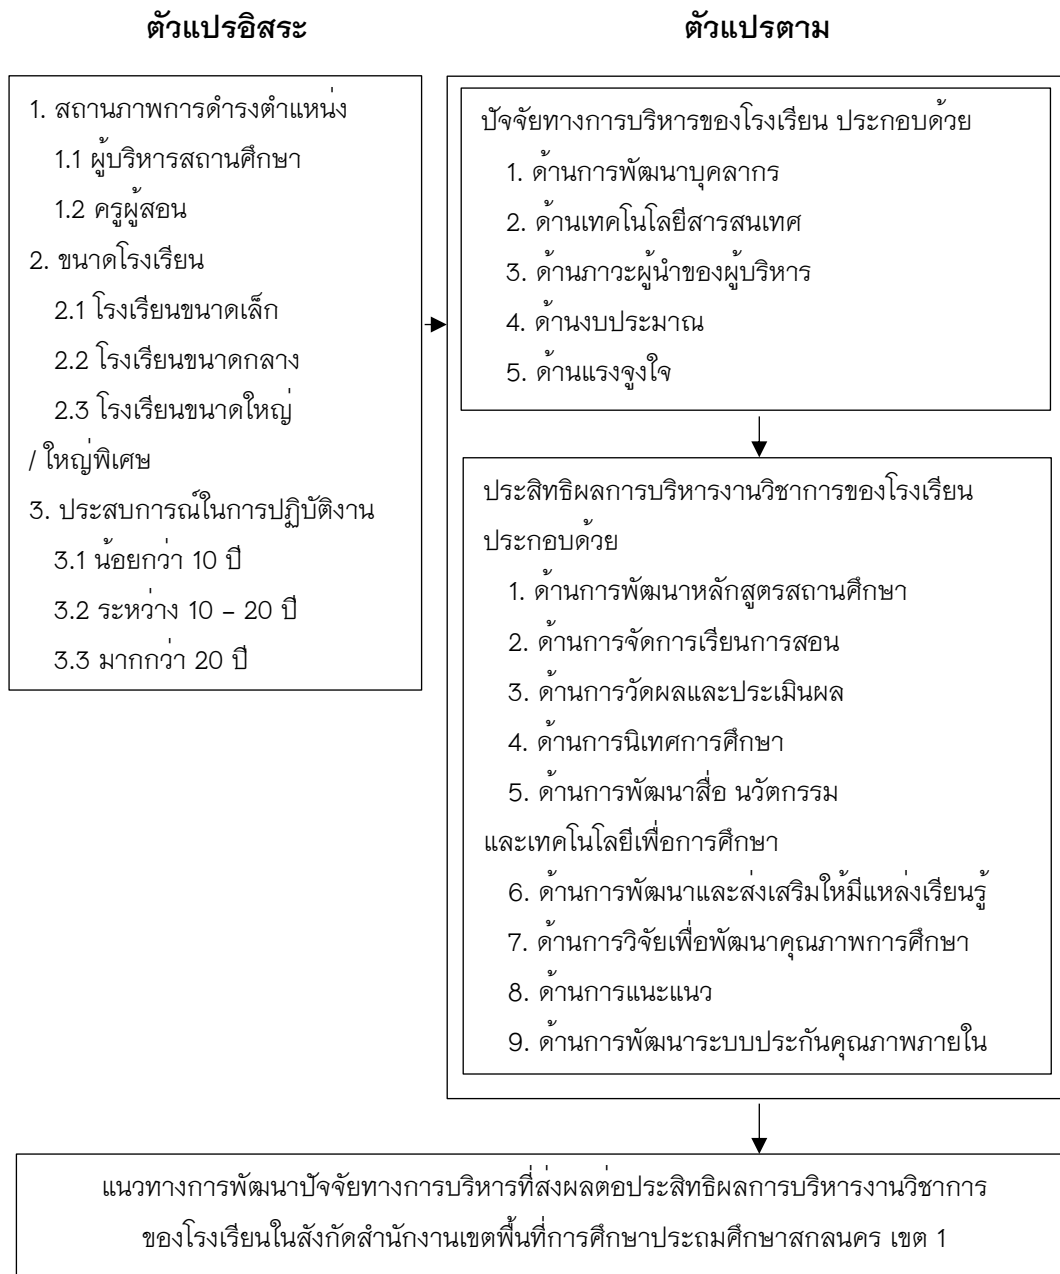 ตัวแปรอิสระ
ตัวแปรตาม
1. สถานภาพการดำรงตำแหน่ง
1.1 ผู้บริหารสถานศึกษา
1.2 ครูผู้สอน
2. ขนาดโรงเรียน
2.1 โรงเรียนขนาดเล็ก
2.2 โรงเรียนขนาดกลาง
2.3 โรงเรียนขนาดใหญ่
/ ใหญ่พิเศษ
3. ประสบการณ์ในการปฏิบัติงาน
3.1 น้อยกว่า 10 ปี
3.2 ระหว่าง 10 – 20 ปี
3.3 มากกว่า 20 ปี
ปัจจัยทางการบริหารของโรงเรียน ประกอบด้วย
1. ด้านการพัฒนาบุคลากร
2. ด้านเทคโนโลยีสารสนเทศ
3. ด้านภาวะผู้นำของผู้บริหาร
4. ด้านงบประมาณ
5. ด้านแรงจูงใจ
ประสิทธิผลการบริหารงานวิชาการของโรงเรียน
ประกอบด้วย
1. ด้านการพัฒนาหลักสูตรสถานศึกษา
2. ด้านการจัดการเรียนการสอน
3. ด้านการวัดผลและประเมินผล
4. ด้านการนิเทศการศึกษา
5. ด้านการพัฒนาสื่อ นวัตกรรม
และเทคโนโลยีเพื่อการศึกษา
6. ด้านการพัฒนาและส่งเสริมให้มีแหล่งเรียนรู้
7. ด้านการวิจัยเพื่อพัฒนาคุณภาพการศึกษา
8. ด้านการแนะแนว
9. ด้านการพัฒนาระบบประกันคุณภาพภายใน
แนวทางการพัฒนาปัจจัยทางการบริหารที่ส่งผลต่อประสิทธิผลการบริหารงานวิชาการ
ของโรงเรียนในสังกัดสำนักงานเขตพื้นที่การศึกษาประถมศึกษาสกลนคร เขต 1